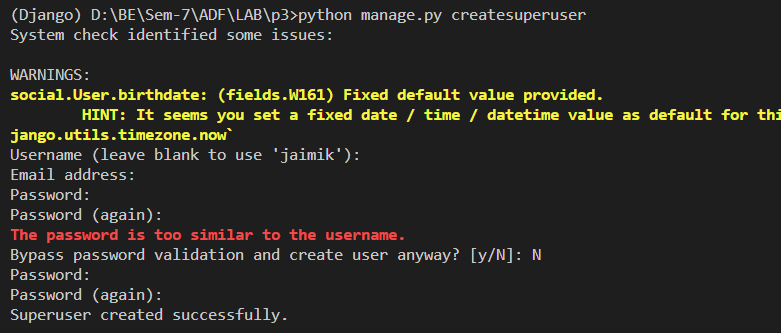 (Django) D:\BE\Sem-7\ADF\LAB\p3>python manage.py createsuperuser
System check identified some issues:
WARNINGS:
social.User.birthdate: (fields.W161) Fixed default value provided.
HINT: It seems you set a fixed date / time / datetime value as default for thi
jango.utils.timezone.now`
Username (leave blank to use 'jaimik'):
Email address:
Password:
Password (again):
The password is too similar to the username.
Bypass password validation and create user anyway? [y/N]: N
Password:
Password (again):
Superuser created successfully.